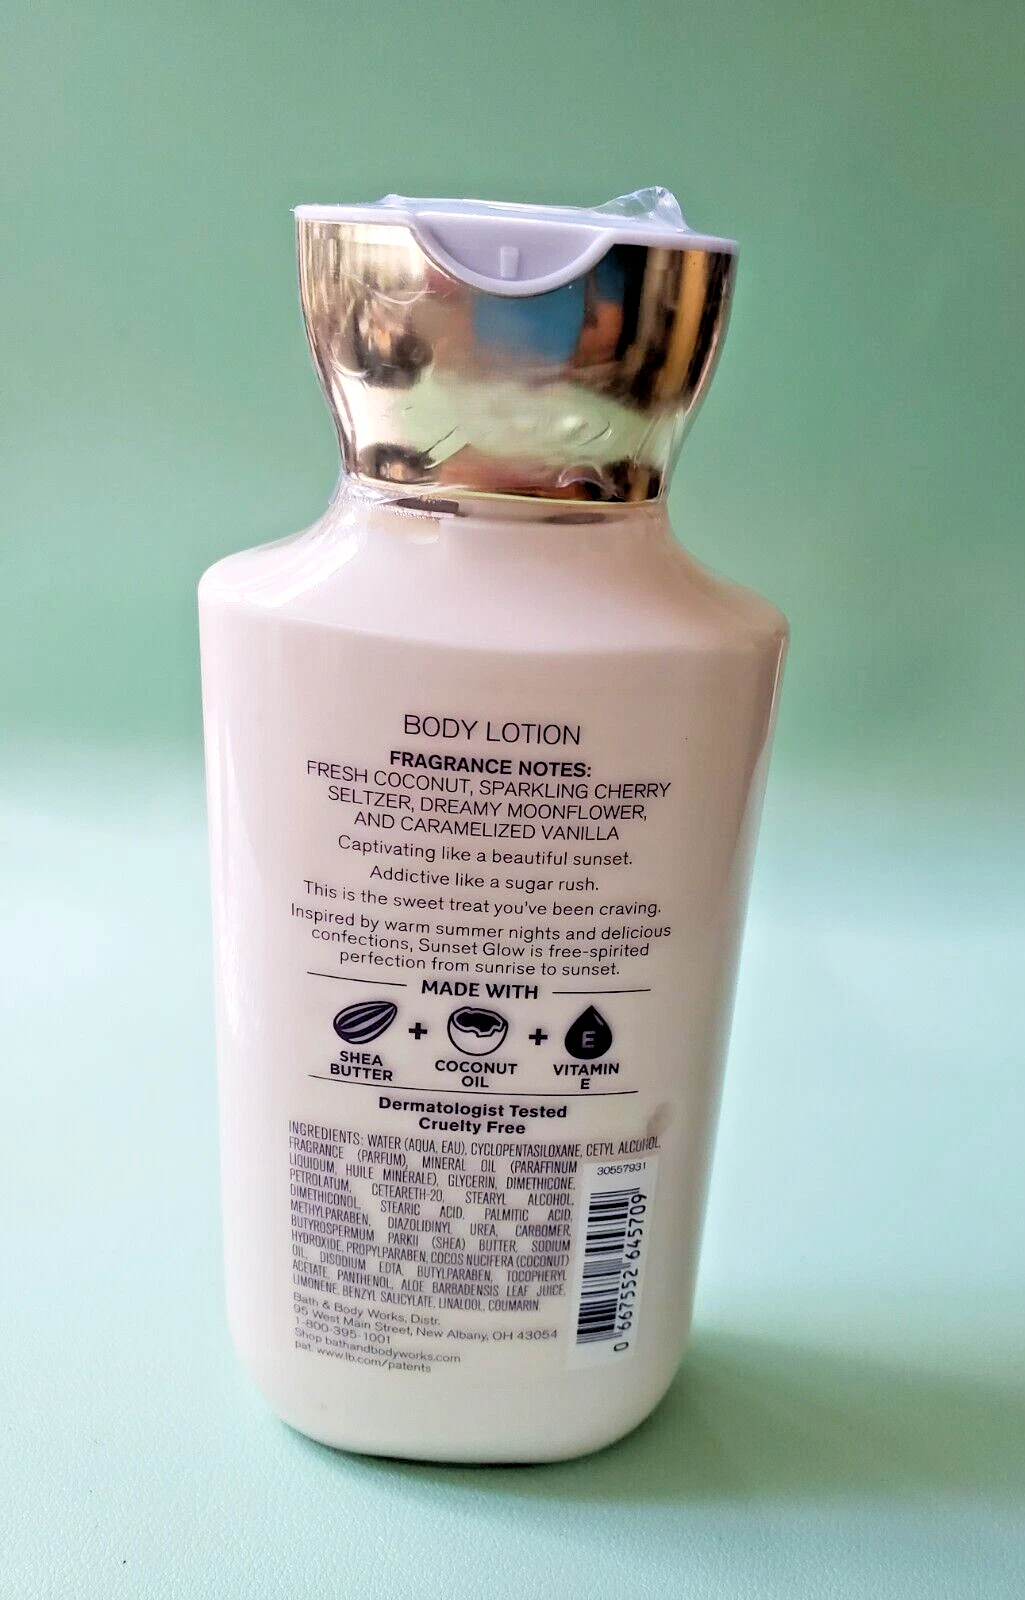 BODY LOTION
FRAGRANCE NOTES:
FRESH COCONUT, SPARKLING CHERRY
SELTZER, DREAMY MOONFLOWER,
AND CARAMELIZED VANILLA
Captivating like a beautiful sunset.
Addictive like a sugar rush.
This is the sweet treat you've been craving.
Inspired by warm summer nights and delicious
confections, Sunset Glow is free-spirited
perfection from sunrise to sunset.
MADE WITH
SHEA
BUTTER
+
COCONUT
OIL
+
E
VITAMIN
E
Dermatologist Tested
Cruelty Free
INGREDIENTS: WATER (AQUA, EAU), CYCLOPENTASILOXANE, CETYL ALCOHOL,
FRAGRANCE (PARFUM), MINERAL OIL (PARAFFINUM
LIQUIDUM, HUILE MINÉRALE), GLYCERIN, DIMETHICONE,
PETROLATUM, CETEARETH-20, STEARYL ALCOHOL,
DIMETHICONOL, STEARIC ACID, PALMITIC ACID,
METHYLPARABEN, DIAZOLIDINYL UREA, CARBOMER,
BUTYROSPERMUM PARKII (SHEA) BUTTER, SODIUM
HYDROXIDE, PROPYLPARABEN, COCOS NUCIFERA (COCONUT)
OIL, DISODIUM EDTA, BUTYLPARABEN, TOCOPHERYL
ACETATE, PANTHENOL, ALOE BARBADENSIS LEAF JUICE,
LIMONENE, BENZYL SALICYLATE, LINALOOL, COUMARIN.
Bath & Body Works, Distr.
95 West Main Street, New Albany, OH 43054
1-800-395-1001
Shop bathandbodyworks.com
pat. www.lb.com/patents
30557931
0 667552 645709